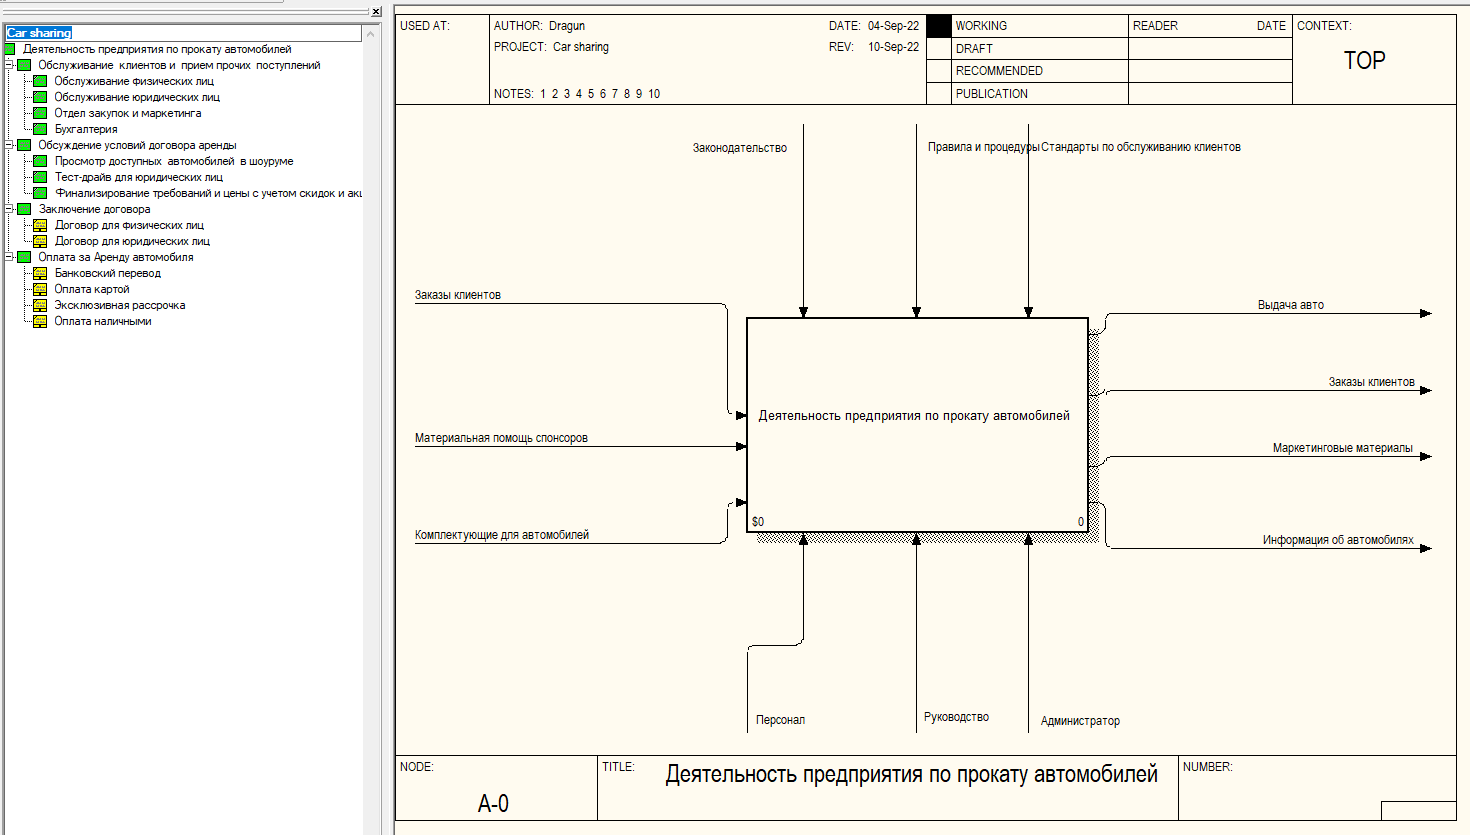 Car sharing
Деятельность предприятия по прокату автомобилей
Обслуживание клиентов и прием прочих поступлений
Обслуживание физических лиц
Обслуживание юридических лиц
Отдел закупок и маркетинга
Бухгалтерия
Обсуждение условий договора аренды
Просмотр доступных автомобилей в шоуруме
Тест-драйв для юридических лиц
Финализирование требований и цены с учетом скидок и акц
Заключение договора
Договор для физических лиц
Договор для юридических лиц
Оплата за Аренду автомобиля
Банковский перевод
Оплата картой
Эксклюзивная рассрочка
Оплата наличными
USED AT:
AUTHOR: Dragun
DATE: 04-Sep-22
PROJECT: Car sharing
REV: 10-Sep-22
NOTES: 1 2 3 4 5 6 7 8 9 10
WORKING
DRAFT
RECOMMENDED
PUBLICATION
READER DATE
CONTEXT:
TOP
Законодательство
Правила и процедуры
Стандарты по обслуживанию клиентов
Заказы клиентов
Материальная помощь спонсоров
Комплектующие для автомобилей
Деятельность предприятия по прокату автомобилей
$0 0
Выдача авто
Заказы клиентов
Маркетинговые материалы
Информация об автомобилях
Персонал
Руководство
Администратор
NODE:
A-0
TITLE:
Деятельность предприятия по прокату автомобилей
NUMBER: